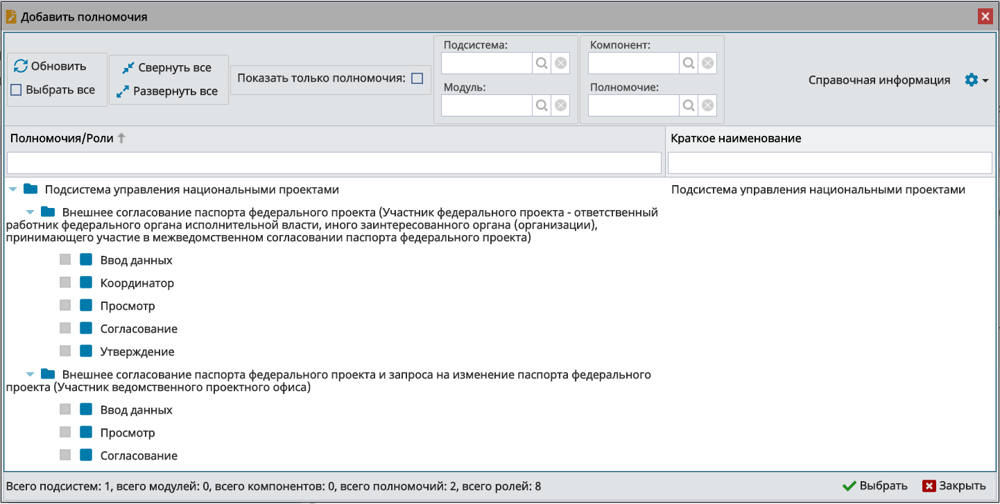 Добавить полномочия
Обновить
Выбрать все
Свернуть все
Развернуть все
Показать только полномочия:
Подсистема:
Модуль:
Компонент:
Полномочие:
Справочная информация
Полномочия/Роли
Краткое наименование
Подсистема управления национальными проектами
Подсистема управления национальными проектами
Внешнее согласование паспорта федерального проекта (Участник федерального проекта - ответственный
работник федерального органа исполнительной власти, иного заинтересованного органа (организации),
принимающего участие в межведомственном согласовании паспорта федерального проекта)
Ввод данных
Координатор
Просмотр
Согласование
Утверждение
Внешнее согласование паспорта федерального проекта и запроса на изменение паспорта федерального
проекта (Участник ведомственного проектного офиса)
Ввод данных
Просмотр
Согласование
Всего подсистем: 1, всего модулей: 0, всего компонентов: 0, всего полномочий: 2, всего ролей: 8
Выбрать
Закрыть